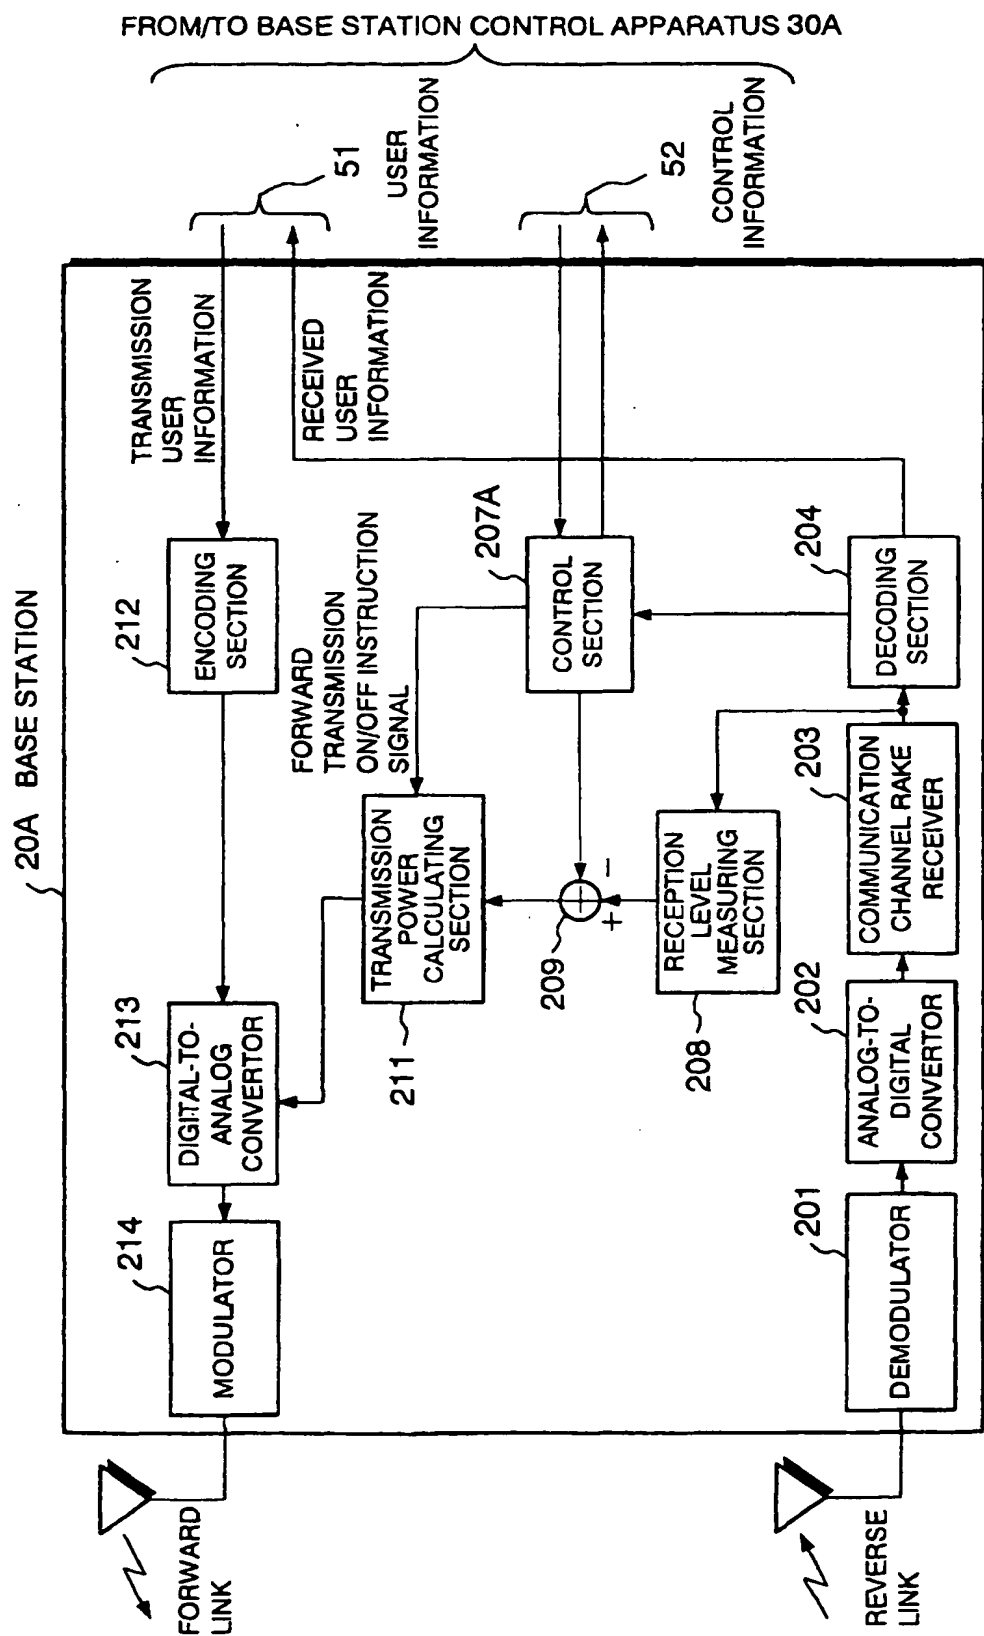 FROM/TO BASE STATION CONTROL APPARATUS 30A
20A BASE STATION
51
USER
INFORMATION
52
CONTROL
INFORMATION
TRANSMISSION
USER
INFORMATION
RECEIVED
USER
INFORMATION
212
ENCODING
SECTION
FORWARD
TRANSMISSION
ON/OFF INSTRUCTION
SIGNAL
207A
CONTROL
SECTION
204
DECODING
SECTION
213
DIGITAL-TO-
ANALOG
CONVERTOR
TRANSMISSION
POWER
CALCULATING
SECTION
211
209
+
−
+
RECEPTION
LEVEL
MEASURING
SECTION
208
203
COMMUNICATION
CHANNEL RAKE
RECEIVER
202
ANALOG-TO-
DIGITAL
CONVERTOR
214
MODULATOR
201
DEMODULATOR
FORWARD
LINK
REVERSE
LINK